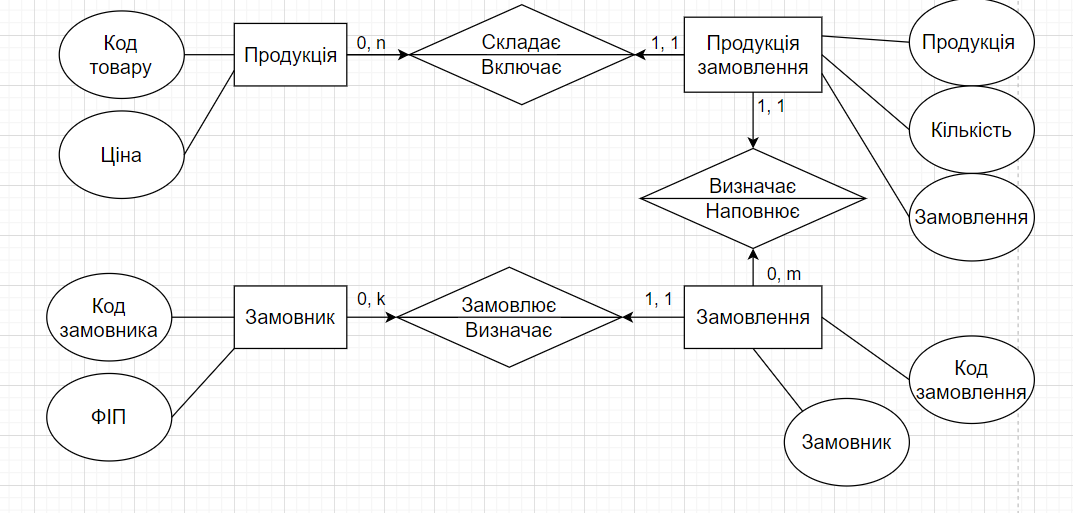 Код
товару
Ціна
Продукція
0, n
Складає
Включає
1, 1
Продукція
замовлення
Продукція
Кількість
Замовлення
1, 1
Визначає
Наповнює
0, m
Код
замовника
ФІП
Замовник
0, k
Замовлює
Визначає
1, 1
Замовлення
Код
замовлення
Замовник